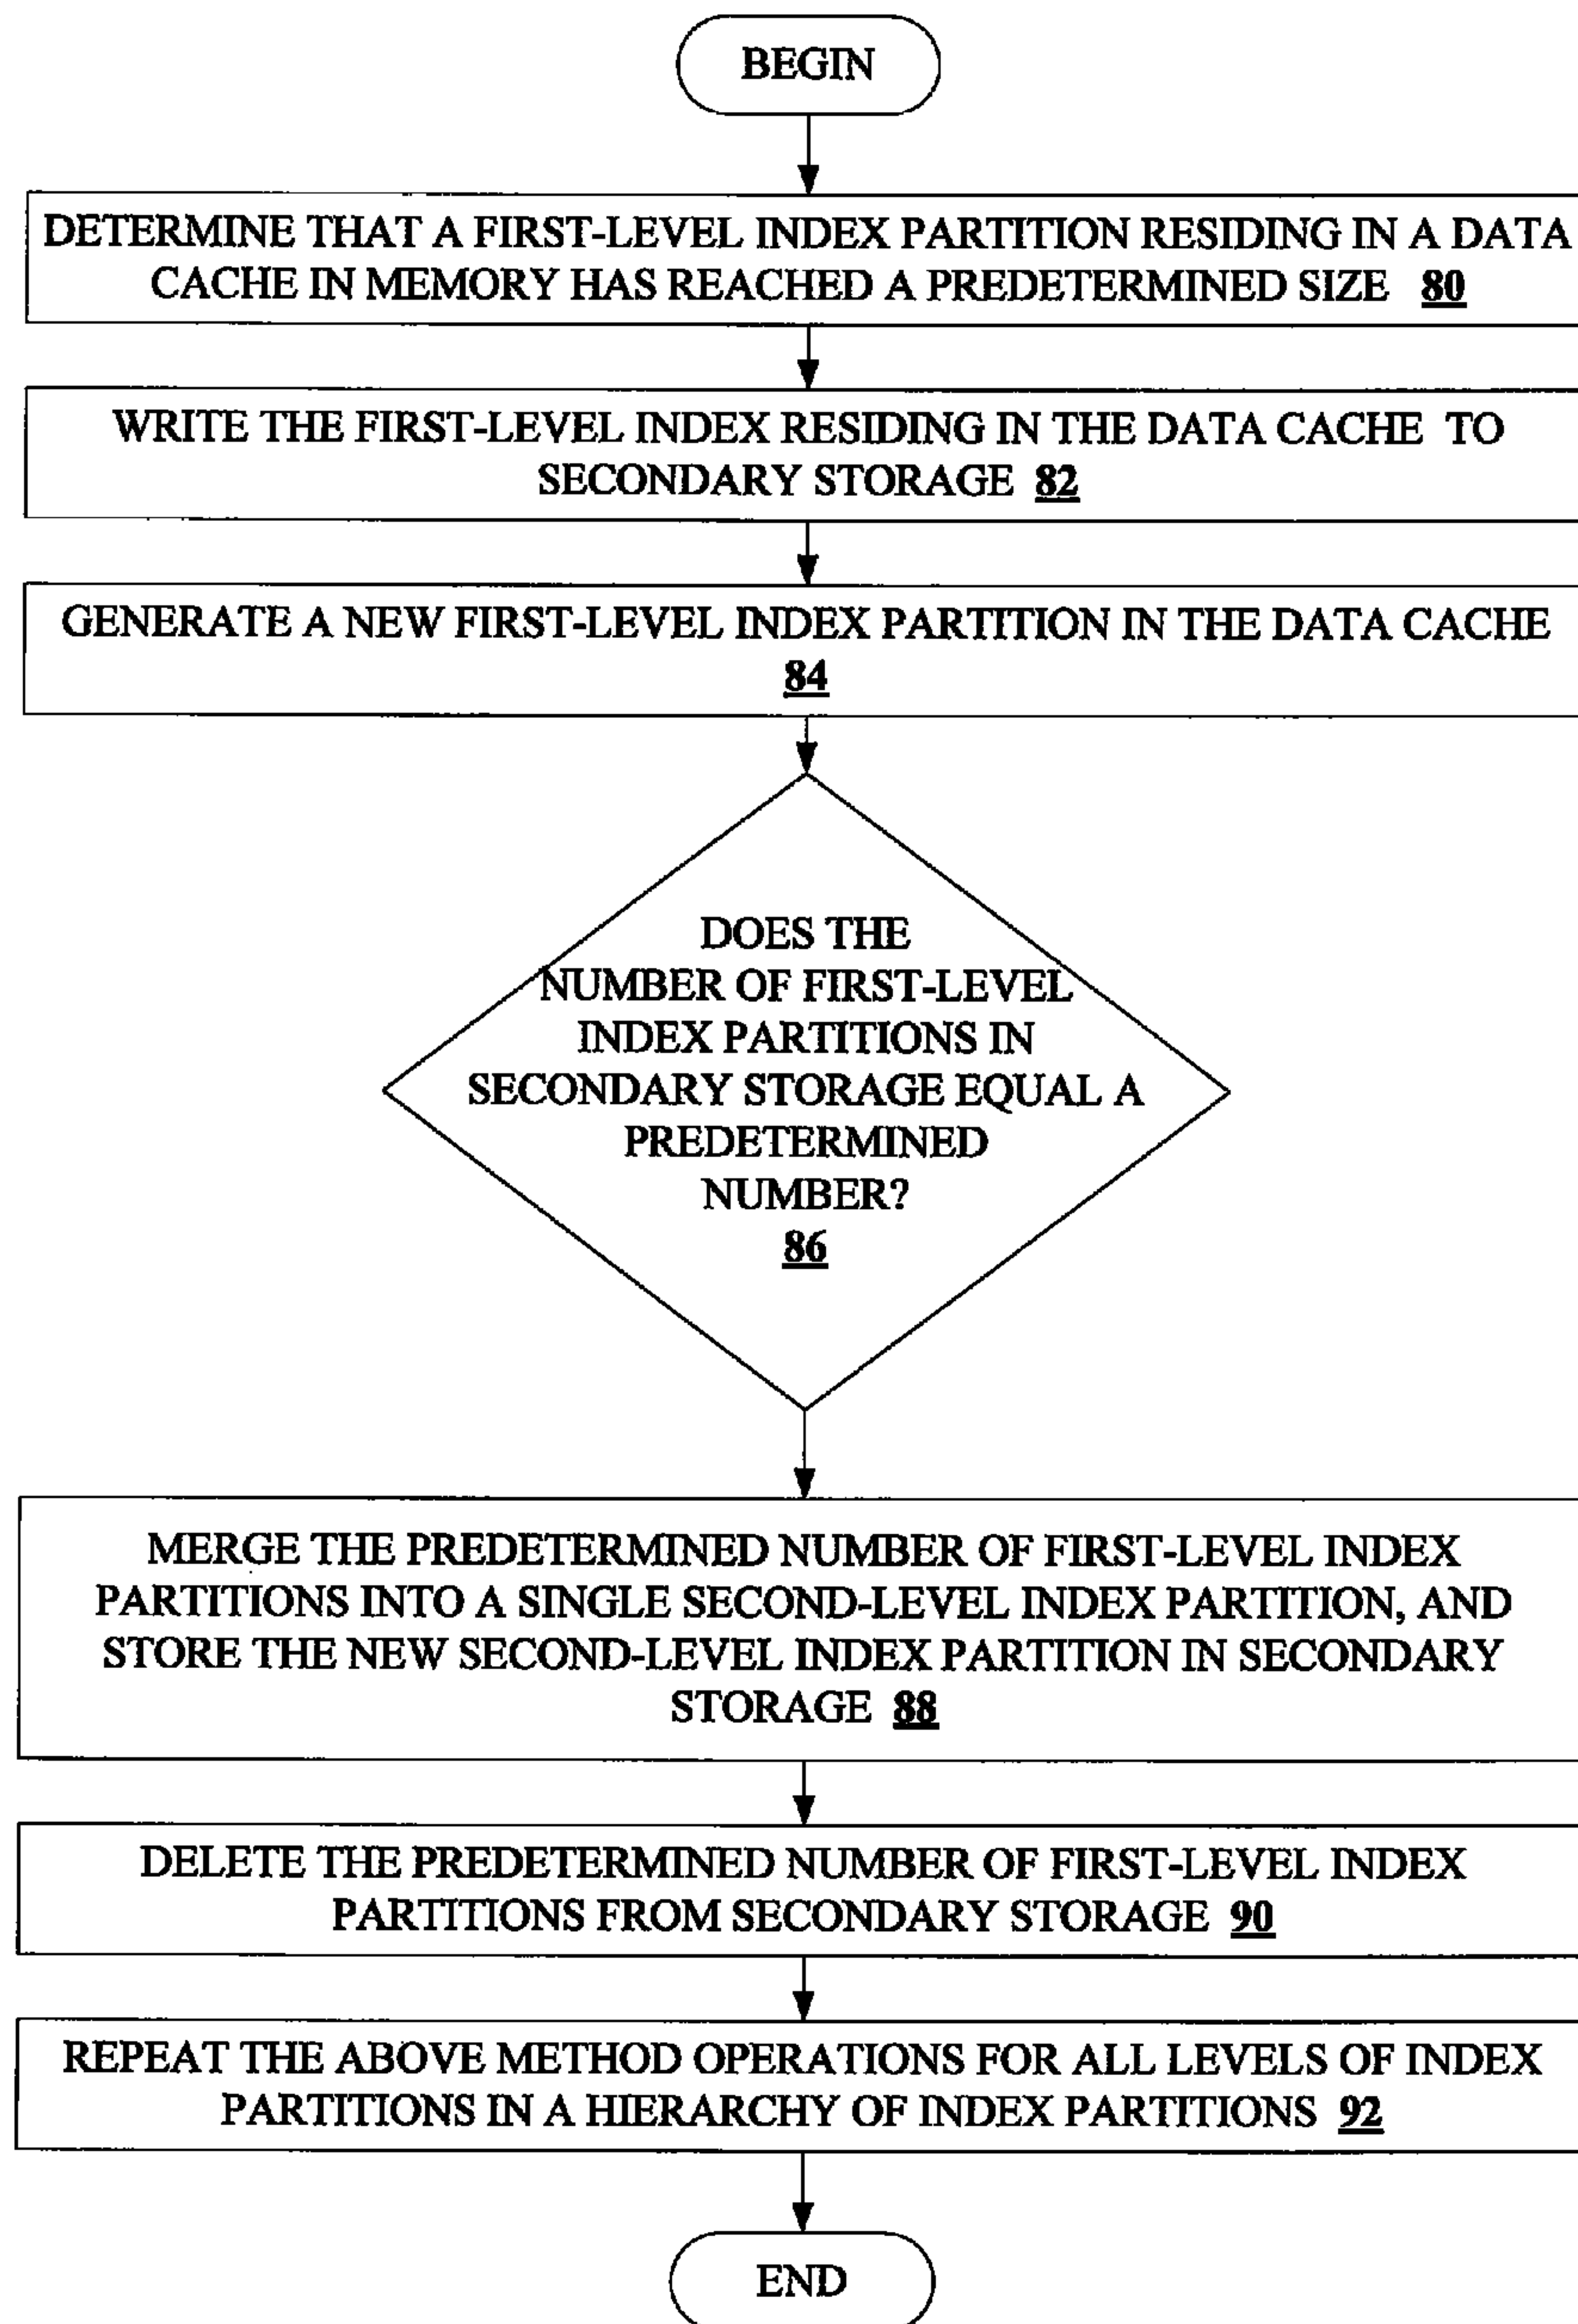 BEGIN
DETERMINE THAT A FIRST-LEVEL INDEX PARTITION RESIDING IN A DATA
CACHE IN MEMORY HAS REACHED A PREDETERMINED SIZE 80
WRITE THE FIRST-LEVEL INDEX RESIDING IN THE DATA CACHE TO
SECONDARY STORAGE 82
GENERATE A NEW FIRST-LEVEL INDEX PARTITION IN THE DATA CACHE
84
DOES THE
NUMBER OF FIRST-LEVEL
INDEX PARTITIONS IN
SECONDARY STORAGE EQUAL A
PREDETERMINED
NUMBER?
86
MERGE THE PREDETERMINED NUMBER OF FIRST-LEVEL INDEX
PARTITIONS INTO A SINGLE SECOND-LEVEL INDEX PARTITION, AND
STORE THE NEW SECOND-LEVEL INDEX PARTITION IN SECONDARY
STORAGE 88
DELETE THE PREDETERMINED NUMBER OF FIRST-LEVEL INDEX
PARTITIONS FROM SECONDARY STORAGE 90
REPEAT THE ABOVE METHOD OPERATIONS FOR ALL LEVELS OF INDEX
PARTITIONS IN A HIERARCHY OF INDEX PARTITIONS 92
END